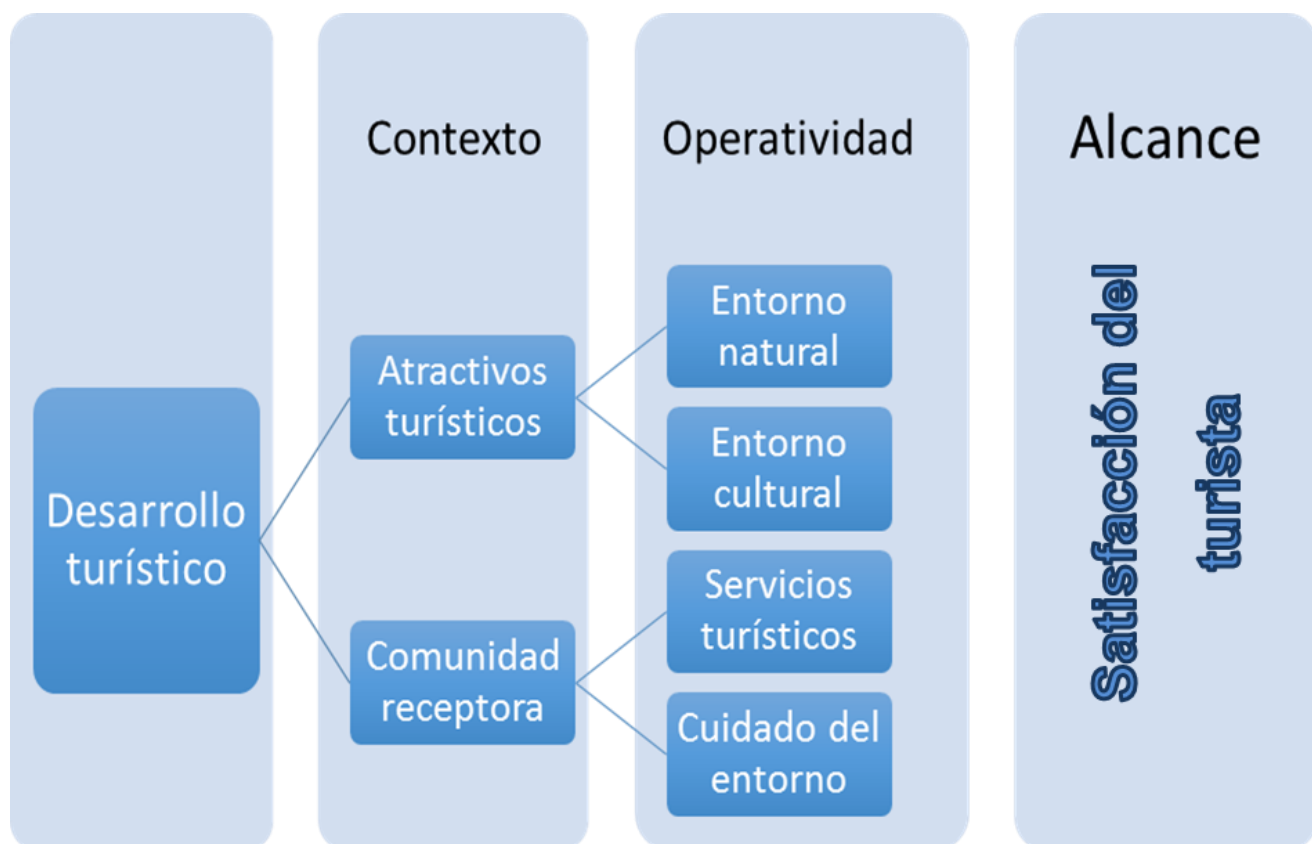 Contexto
Operatividad
Alcance
Desarrollo
turístico
Atractivos
turísticos
Comunidad
receptora
Entorno
natural
Entorno
cultural
Servicios
turísticos
Cuidado del
entorno
Satisfacción del
turista